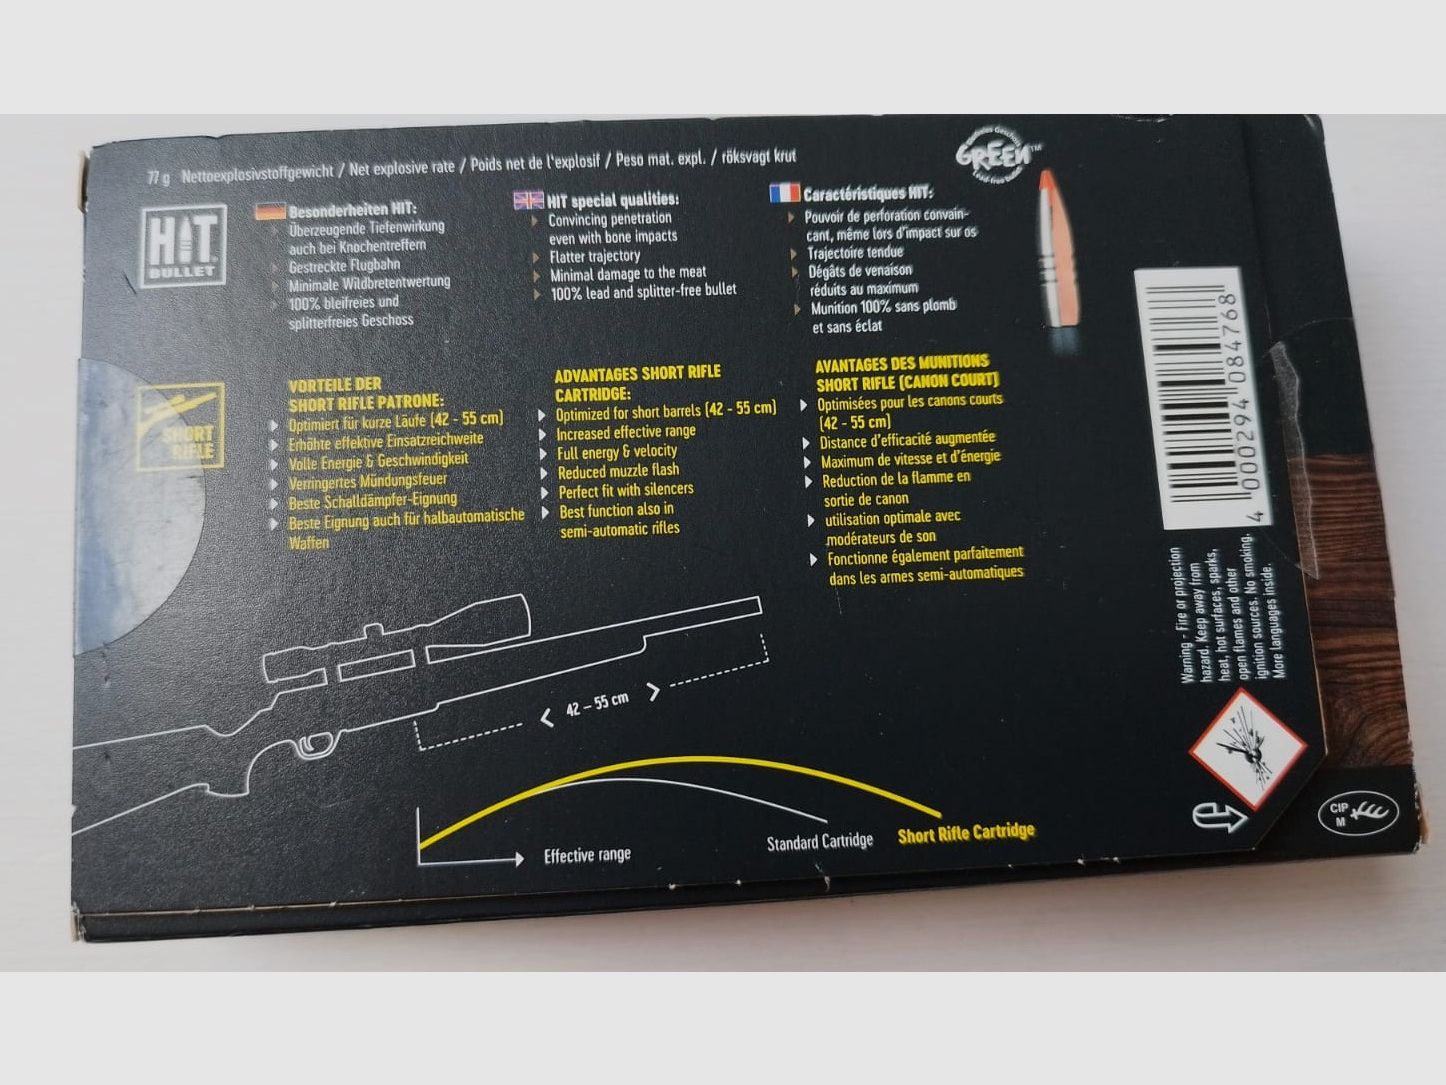 77 g Nettoexplosivstoffgewicht / Net explosive rate / Poids net de l'explosif / Peso mat. expl. / röksvagt krut
HIT
BULLET
Besonderheiten HIT:
Überzeugende Tiefenwirkung
auch bei Knochentreffern
Gestreckte Flugbahn
Minimale Wildbretentwertung
100% bleifreies und
splitterfreies Geschoss
HIT special qualities:
Convincing penetration
even with bone impacts
Flatter trajectory
Minimal damage to the meat
100% lead and splitter-free bullet
Caractéristiques HIT:
Pouvoir de perforation convain-
cant, même lors d'impact sur os
Trajectoire tendue
Dégâts de venaison
réduits au maximum
Munition 100% sans plomb
et sans éclat
GREEN™
SHORT
RIFLE
VORTEILE DER
SHORT RIFLE PATRONE:
Optimiert für kurze Läufe (42 - 55 cm)
Erhöhte effektive Einsatzreichweite
Volle Energie & Geschwindigkeit
Verringertes Mündungsfeuer
Beste Schalldämpfer-Eignung
Beste Eignung auch für halbautomatische
Waffen
ADVANTAGES SHORT RIFLE
CARTRIDGE:
Optimized for short barrels (42 - 55 cm)
Increased effective range
Full energy & velocity
Reduced muzzle flash
Perfect fit with silencers
Best function also in
semi-automatic rifles
AVANTAGES DES MUNITIONS
SHORT RIFLE (CANON COURT)
Optimisées pour les canons courts
(42 - 55 cm)
Distance d'efficacité augmentée
Maximum de vitesse et d'énergie
Reduction de la flamme en
sortie de canon
utilisation optimale avec
modérateurs de son
Fonctionne également parfaitement
dans les armes semi-automatiques
42 – 55 cm
Effective range
Standard Cartridge
Short Rifle Cartridge
4 000294 084768
Warning - Fire or projection
hazard. Keep away from
heat, hot surfaces, sparks,
open flames and other
ignition sources. No smoking.
More languages inside.
CIP
M